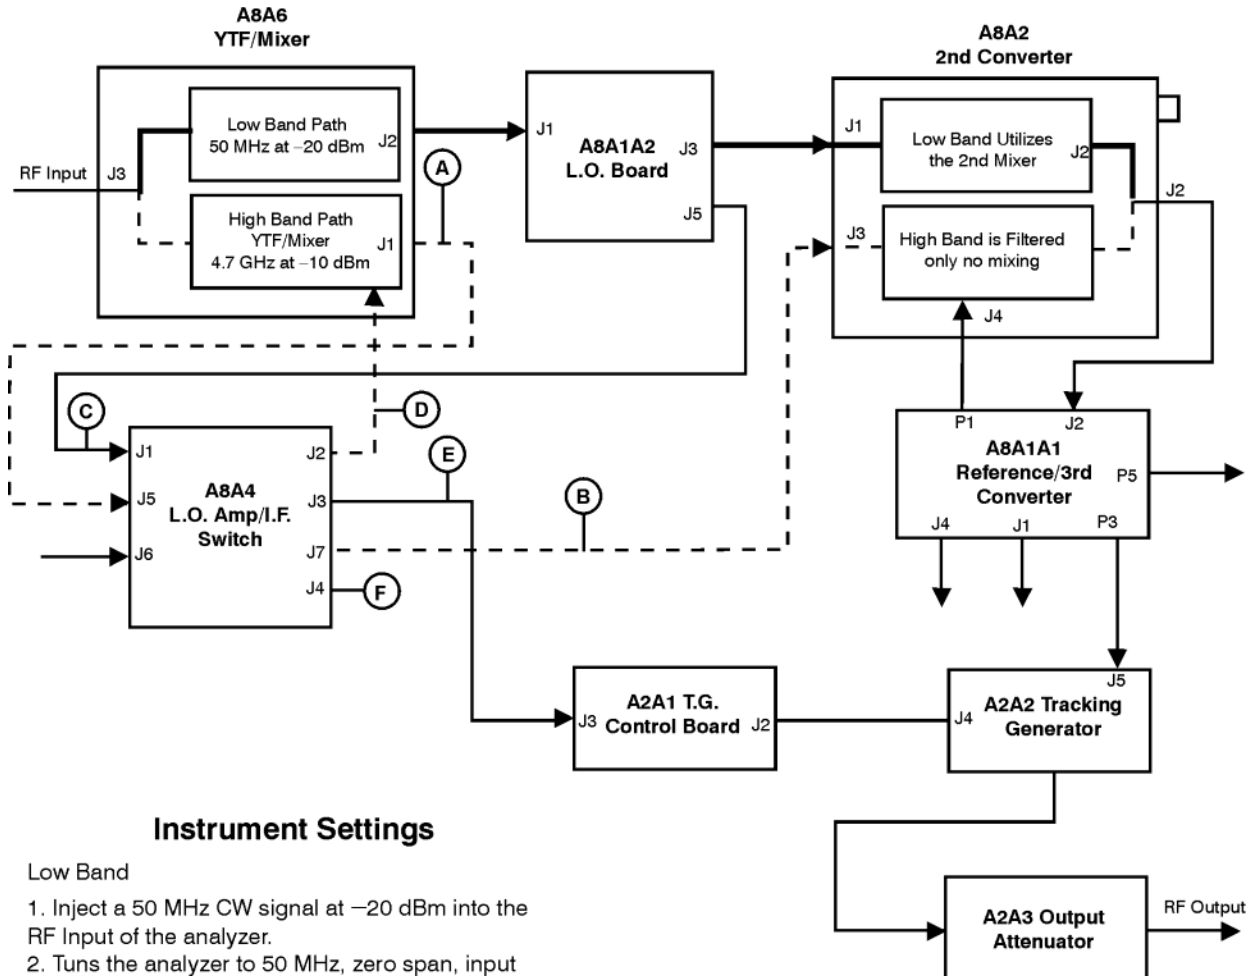 A8A6
YTF/Mixer
A8A2
2nd Converter
Low Band Path
50 MHz at –20 dBm
J2
RF Input
J3
High Band Path
YTF/Mixer
4.7 GHz at –10 dBm
J1
A
J1
A8A1A2
L.O. Board
J3
J5
J1
Low Band Utilizes
the 2nd Mixer
J2
J2
J3
High Band is Filtered
only no mixing
J4
C
D
E
B
F
J1
J5
J6
A8A4
L.O. Amp/I.F.
Switch
J2
J3
J7
J4
P1
J2
A8A1A1
Reference/3rd
Converter
P5
J4
J1
P3
J3
A2A1 T.G.
Control Board
J2
J5
J4
A2A2 Tracking
Generator
A2A3 Output
Attenuator
RF Output
Instrument Settings
Low Band
1. Inject a 50 MHz CW signal at –20 dBm into the
RF Input of the analyzer.
2. Tuns the analyzer to 50 MHz, zero span, input